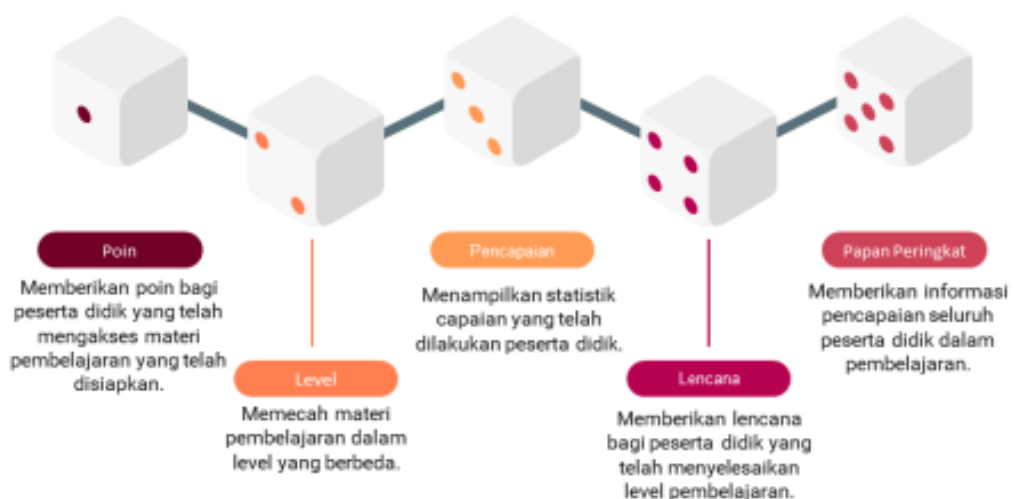 Poin
Memberikan poin bagi
peserta didik yang telah
mengakses materi
pembelajaran yang telah
disiapkan.
Level
Memecah materi
pembelajaran dalam
level yang berbeda.
Pencapaian
Menampilkan statistik
capaian yang telah
dilakukan peserta didik.
Lencana
Memberikan lencana
bagi peserta didik yang
telah menyelesaikan
level pembelajaran.
Papan Peringkat
Memberikan informasi
pencapaian seluruh
peserta didik dalam
pembelajaran.